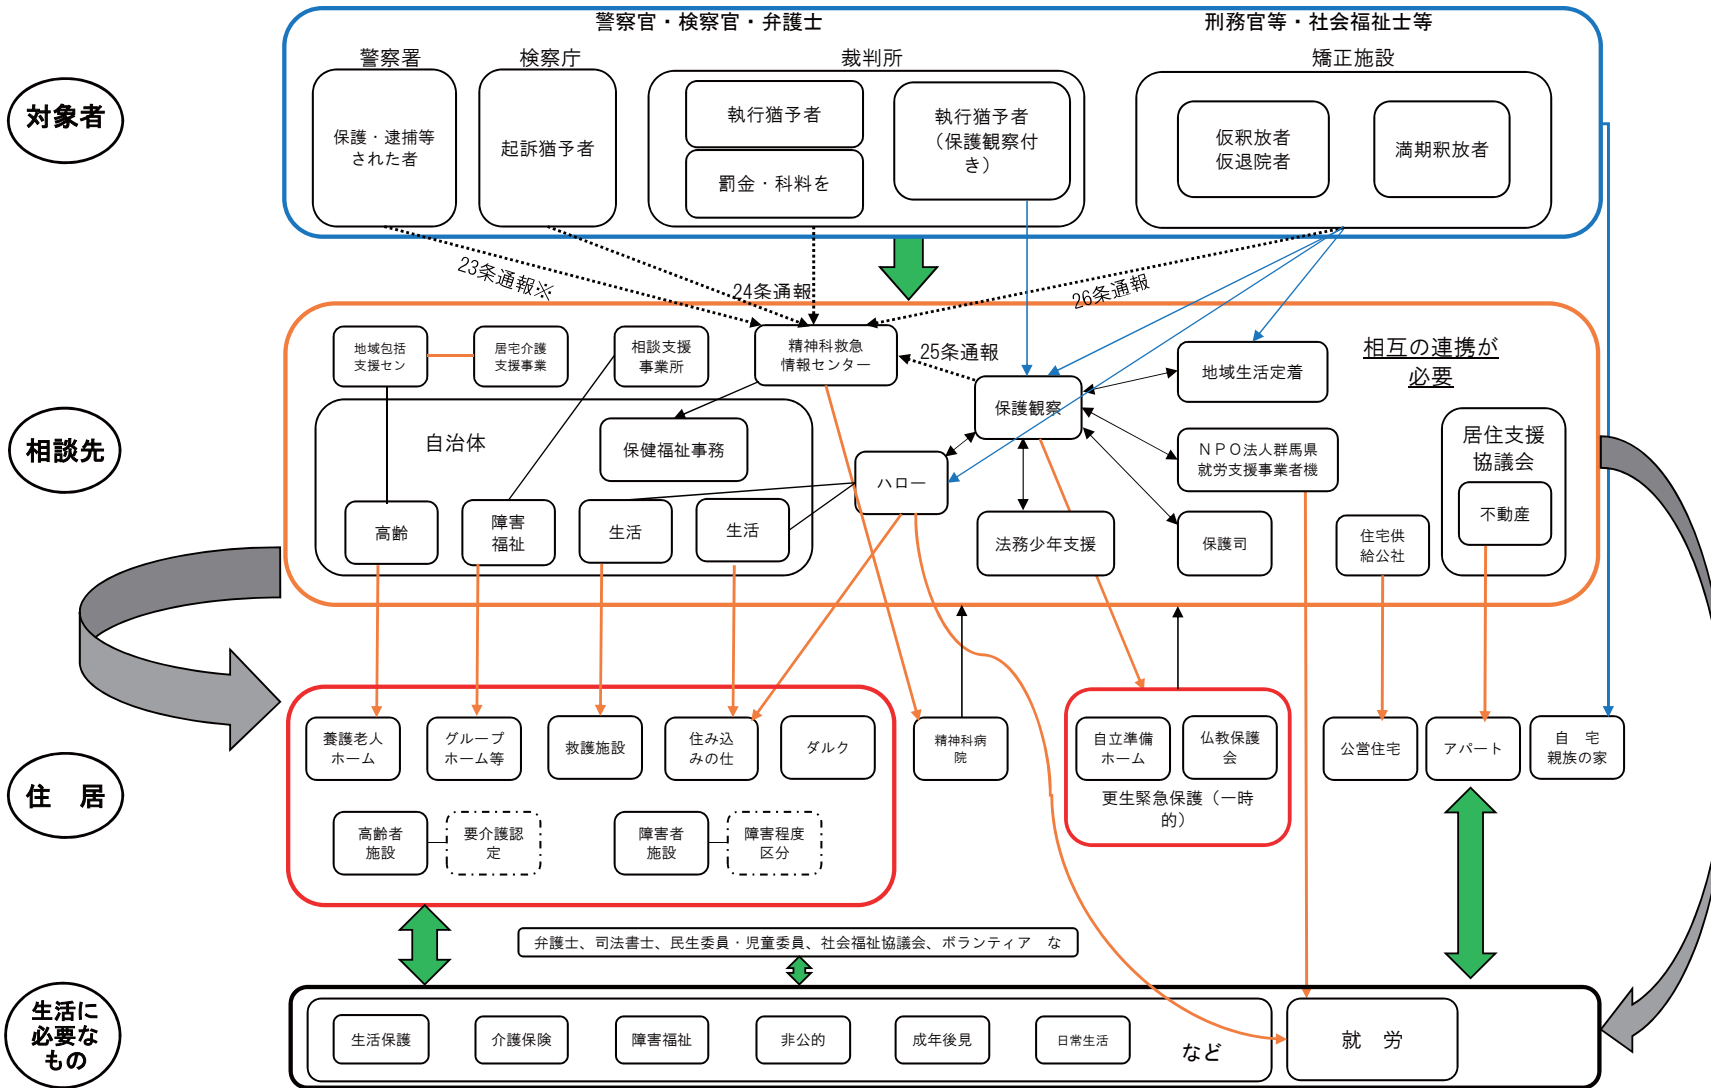 警察官・検察官・弁護士
刑務官等・社会福祉士等
対象者
警察署
検察庁
裁判所
矯正施設
保護・逮捕等
された者
起訴猶予者
執行猶予者
罰金・科料を
執行猶予者
（保護観察付
き）
仮釈放者
仮退院者
満期釈放者
23条通報※
24条通報
26条通報
25条通報
相談先
地域包括
支援セン
居宅介護
支援事業
相談支援
事業所
精神科救急
情報センター
地域生活定着
相互の連携が
必要
自治体
保健福祉事務
保護観察
ハロー
ＮＰＯ法人群馬県
就労支援事業者機
居住支援
協議会
不動産
高齢
障害
福祉
生活
生活
法務少年支援
保護司
住宅供
給公社
住　居
養護老人
ホーム
グループ
ホーム等
救護施設
住み込
みの仕
ダルク
精神科病
院
自立準備
ホーム
仏教保護
会
更生緊急保護（一時
的）
公営住宅
アパート
自　宅
親族の家
高齢者
施設
要介護認
定
障害者
施設
障害程度
区分
弁護士、司法書士、民生委員・児童委員、社会福祉協議会、ボランティア　な
生活に
必要な
もの
生活保護
介護保険
障害福祉
非公的
成年後見
日常生活
など
就　労